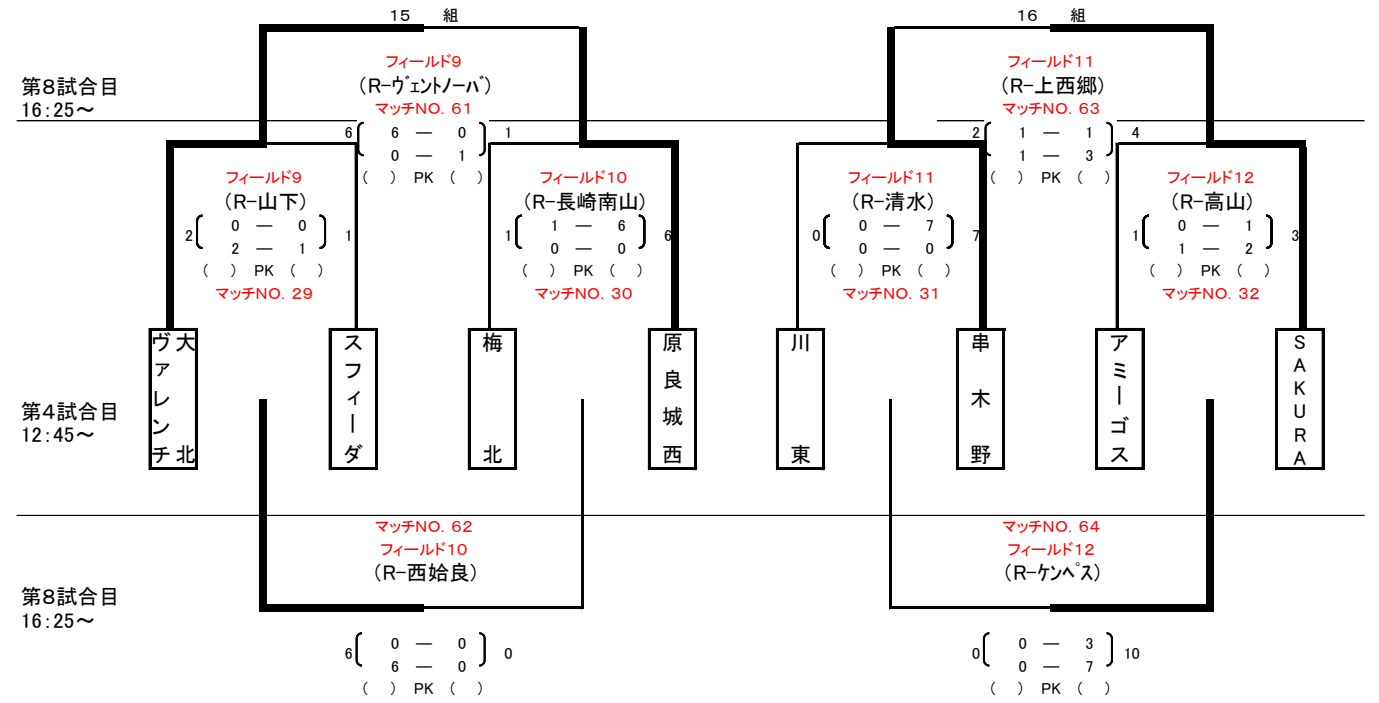 15　組
16　組
フィールド9
フィールド11
(R-ｳﾞｪﾝﾄﾉｰﾊﾞ)
(R-上西郷)
第8試合目
16:25～
マッチNO. 61
マッチNO. 63
6 6 — 0 1
0 — 1
( ) PK ( )
2 1 — 1 4
1 — 3
( ) PK ( )
フィールド9
フィールド10
フィールド11
フィールド12
(R-山下)
(R-長崎南山)
(R-清水)
(R-高山)
2 0 — 0 1
2 — 1
( ) PK ( )
1 1 — 6 6
0 — 0
( ) PK ( )
0 0 — 7 7
0 — 0
( ) PK ( )
1 0 — 1 3
1 — 2
( ) PK ( )
マッチNO. 29
マッチNO. 30
マッチNO. 31
マッチNO. 32
大北
ヴァレンチ
スフィーダ
梅北
原良城西
川東
串木野
アミーゴス
SAKURA
第4試合目
12:45～
マッチNO. 62
マッチNO. 64
フィールド10
フィールド12
(R-西姶良)
(R-ｹﾝﾍﾟｽ)
第8試合目
16:25～
6 0 — 0 0
6 — 0
( ) PK ( )
0 0 — 3 10
0 — 7
( ) PK ( )